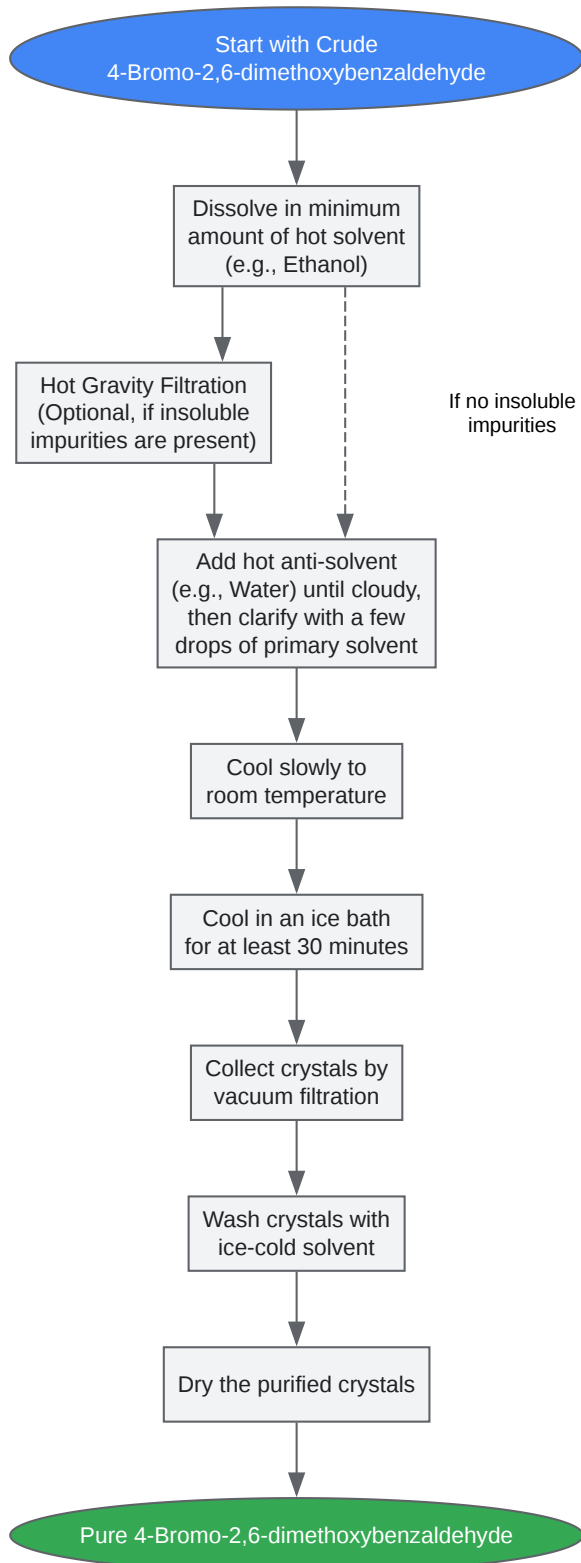 Start with Crude
4-Bromo-2,6-dimethoxybenzaldehyde
Dissolve in minimum
amount of hot solvent
(e.g., Ethanol)
Hot Gravity Filtration
(Optional, if insoluble
impurities are present)
If no insoluble
impurities
Add hot anti-solvent
(e.g., Water) until cloudy,
then clarify with a few
drops of primary solvent
Cool slowly to
room temperature
Cool in an ice bath
for at least 30 minutes
Collect crystals by
vacuum filtration
Wash crystals with
ice-cold solvent
Dry the purified crystals
Pure 4-Bromo-2,6-dimethoxybenzaldehyde